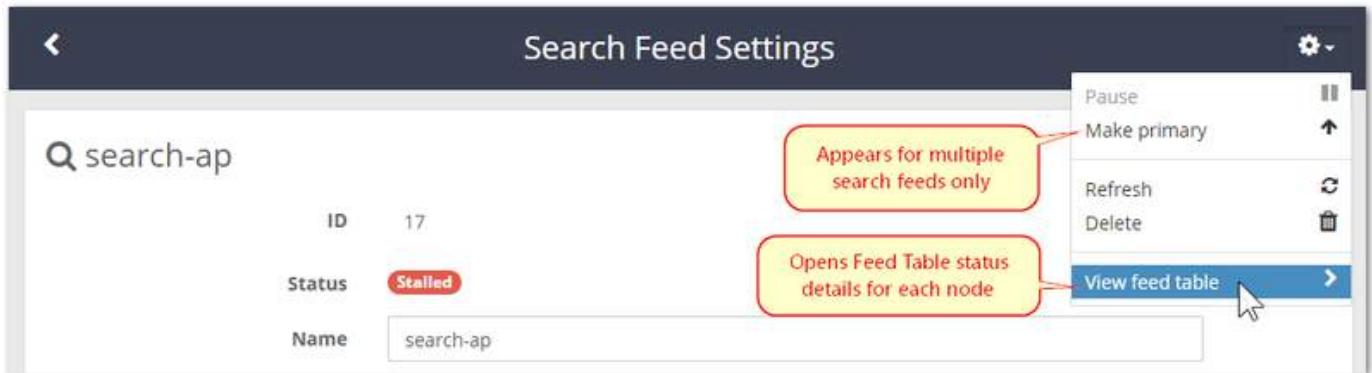 Search Feed Settings
Pause
Make primary
Appears for multiple
search feeds only
search-ap
Refresh
ID 17
Delete
Opens Feed Table status
details for each node
Status Stalled
View feed table
Name search-ap